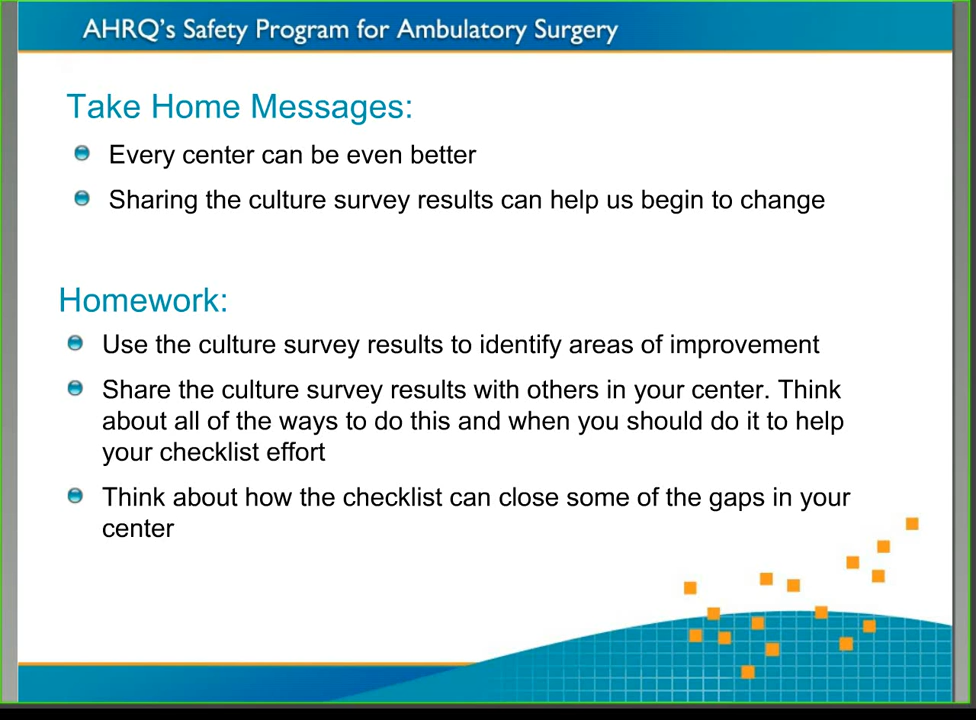 AHRQ's Safety Program for Ambulatory Surgery
Take Home Messages:
Every center can be even better
Sharing the culture survey results can help us begin to change
Homework:
Use the culture survey results to identify areas of improvement
Share the culture survey results with others in your center. Think
about all of the ways to do this and when you should do it to help
your checklist effort
Think about how the checklist can close some of the gaps in your
center